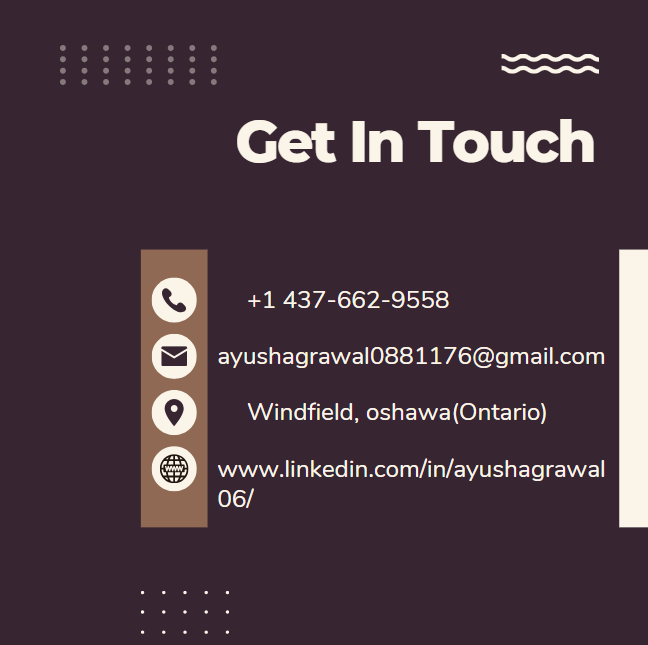 Get In Touch
+1 437-662-9558
ayushagrawal0881176@gmail.com
Windfield, oshawa(Ontario)
www.linkedin.com/in/ayushagrawal
06/